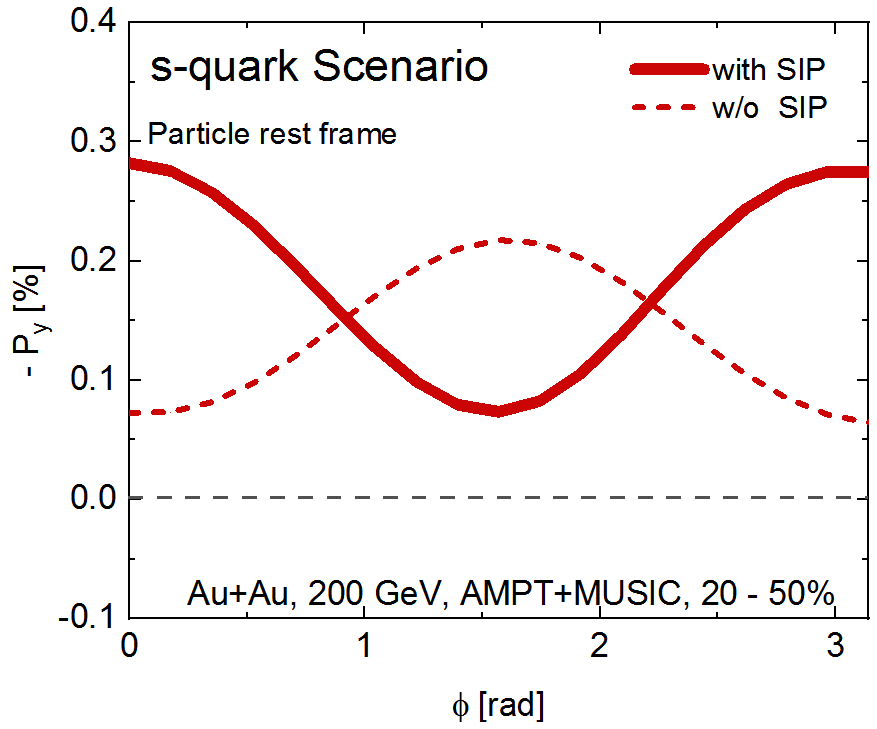 s-quark Scenario
with SIP
w/o SIP
Particle rest frame
0.4
0.3
0.2
0.1
0.0
-0.1
- Py [%]
Au+Au, 200 GeV, AMPT+MUSIC, 20 - 50%
0 1 2 3
ϕ [rad]